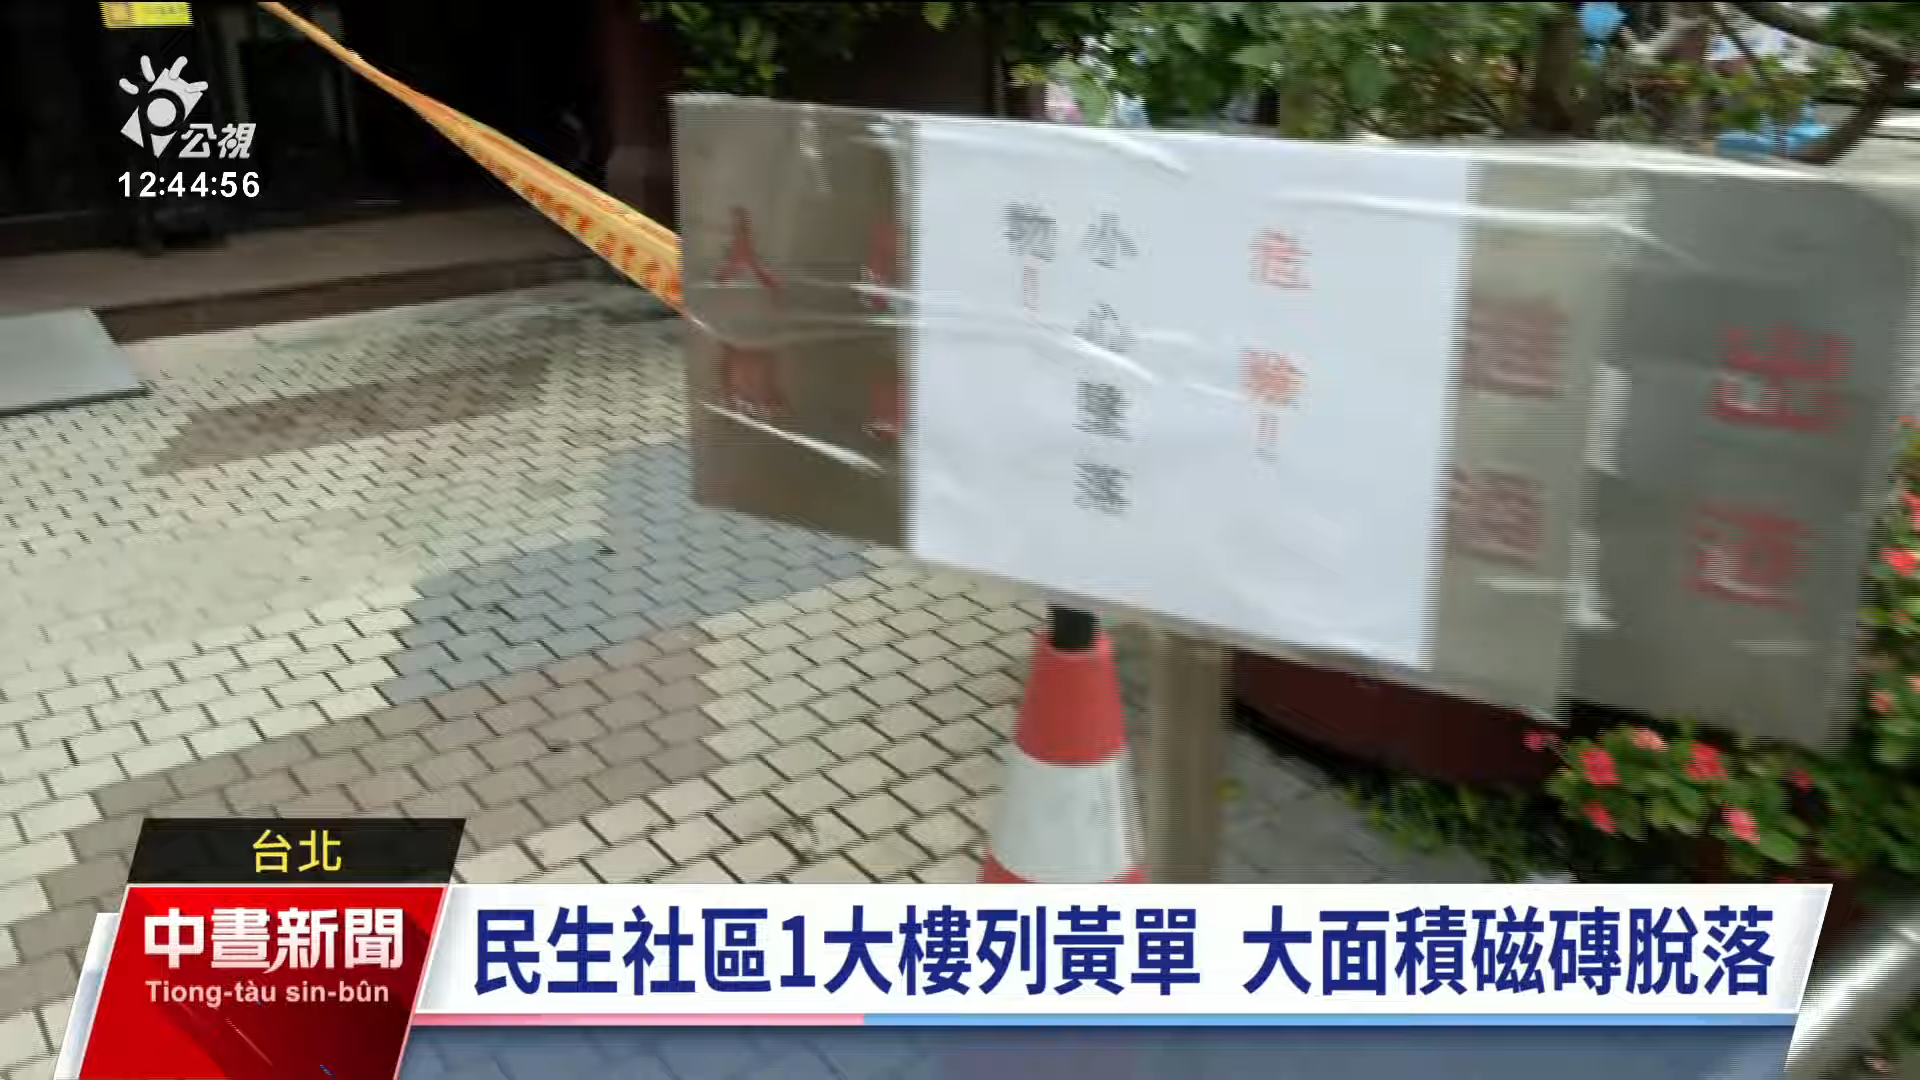 公視
12:44:56
危險!!
小心墜落
物!
台北
中晝新聞
Tiong-tàu sin-bûn
民生社區1大樓列黃單 大面積磁磚脫落